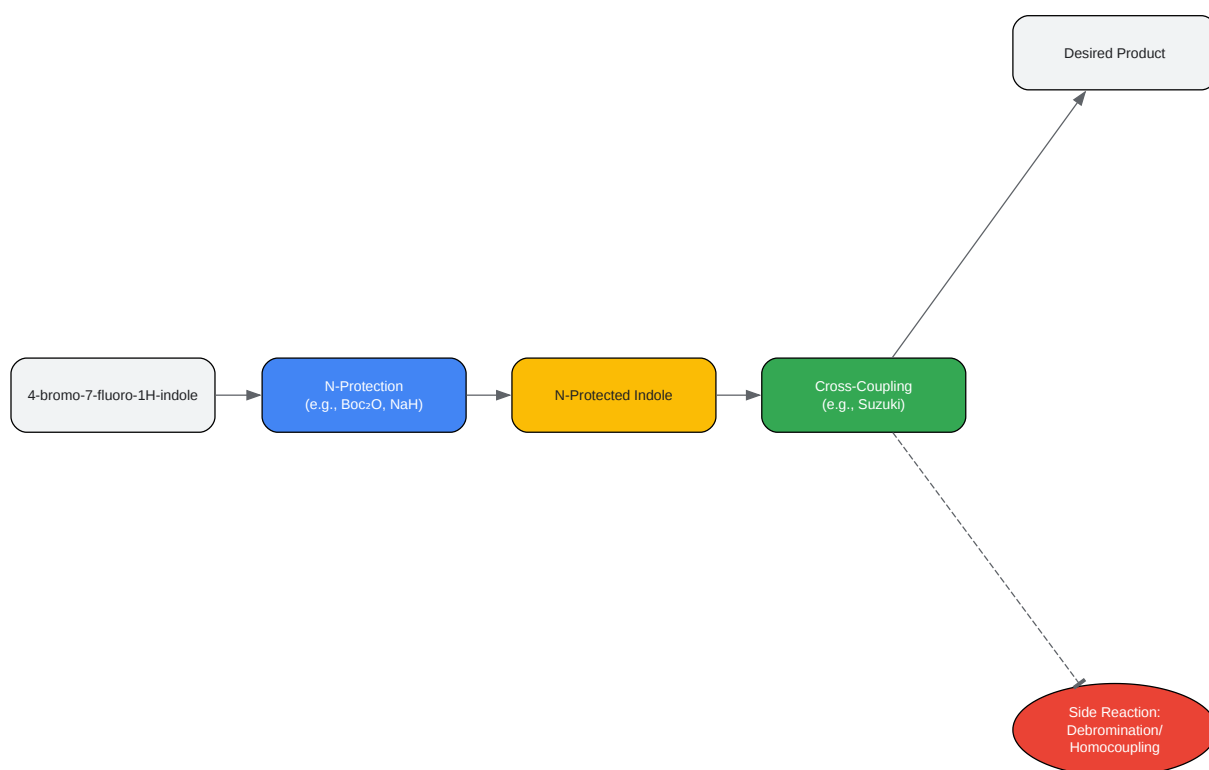 Desired Product
4-bromo-7-fluoro-1H-indole
N-Protection
(e.g., Boc₂O, NaH)
N-Protected Indole
Cross-Coupling
(e.g., Suzuki)
Side Reaction:
Debromination/
Homocoupling